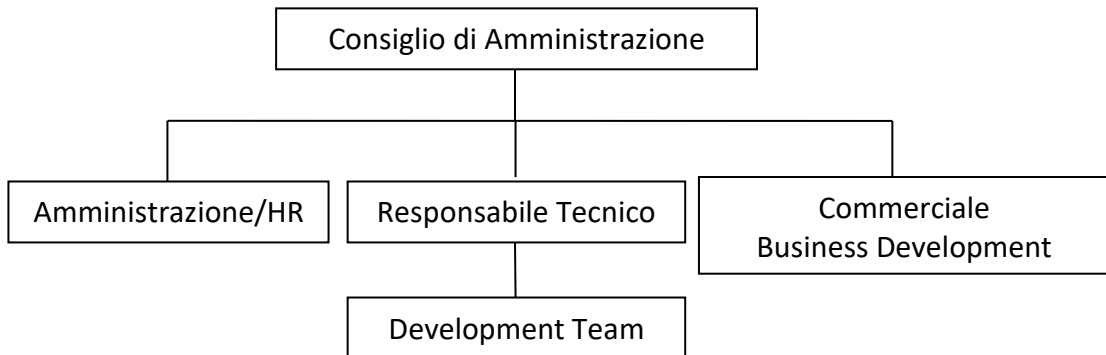 Consiglio di Amministrazione
Amministrazione/HR
Responsabile Tecnico
Commerciale
Business Development
Development Team